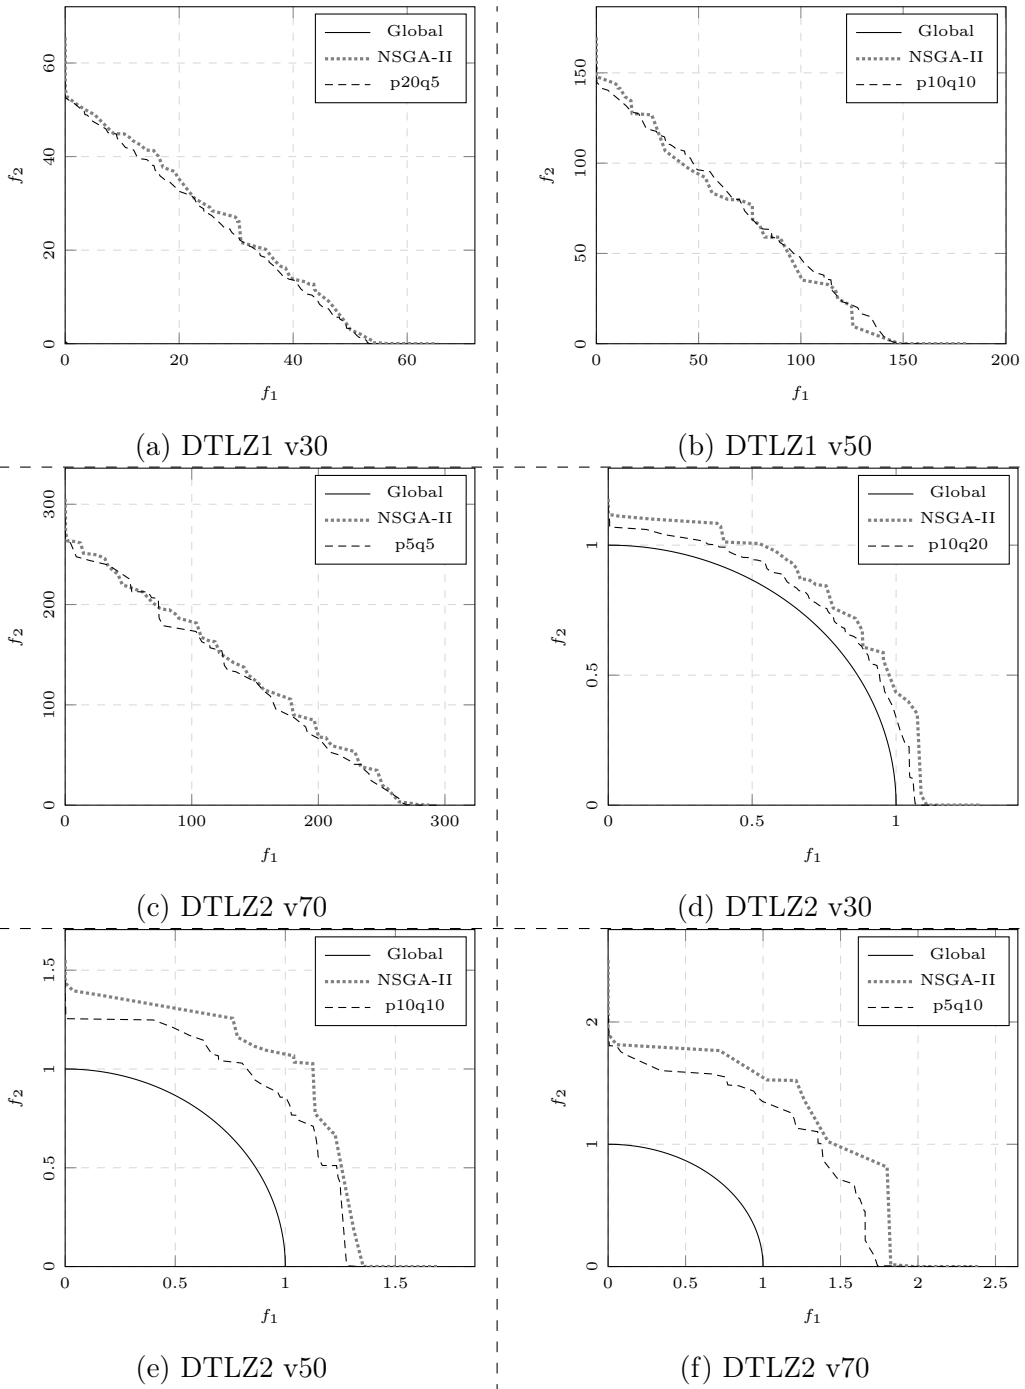 Global
NSGA-II
p20q5
60
40
20
0
f₂
0 20 40 60
f₁
(a) DTLZ1 v30
Global
NSGA-II
p10q10
150
100
50
0
f₂
0 50 100 150 200
f₁
(b) DTLZ1 v50
Global
NSGA-II
p5q5
300
200
100
0
f₂
0 100 200 300
f₁
(c) DTLZ2 v70
Global
NSGA-II
p10q20
1
0.5
0
f₂
0 0.5 1
f₁
(d) DTLZ2 v30
Global
NSGA-II
p10q10
1.5
1
0.5
0
f₂
0 0.5 1 1.5
f₁
(e) DTLZ2 v50
Global
NSGA-II
p5q10
2
1
0
f₂
0 0.5 1 1.5 2 2.5
f₁
(f) DTLZ2 v70